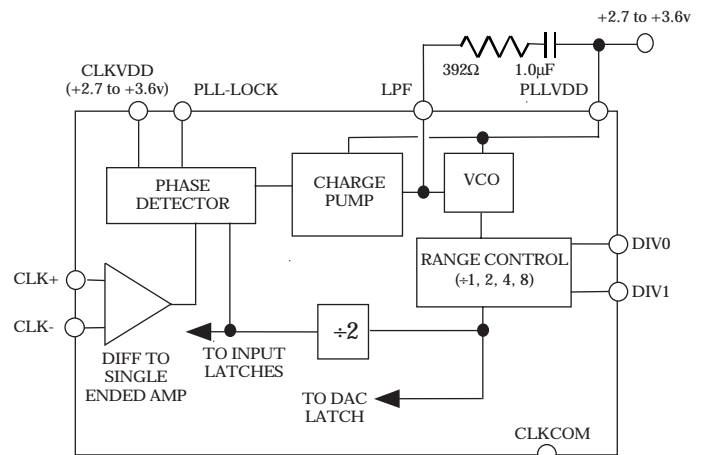 +2.7 to +3.6v
392Ω
1.0µF
CLKVDD
(+2.7 to +3.6v)
PLL-LOCK
LPF
PLLVDD
PHASE
DETECTOR
CHARGE
PUMP
VCO
RANGE CONTROL
(÷1, 2, 4, 8)
DIV0
DIV1
CLK+
CLK-
÷2
DIFF TO
SINGLE
ENDED AMP
TO INPUT
LATCHES
TO DAC
LATCH
CLKCOM